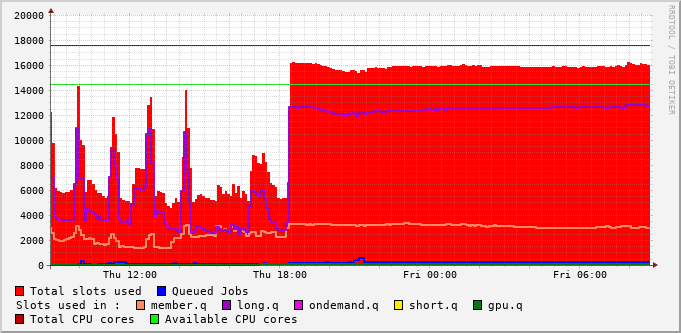 RRDTOOL / TOBI OETIKER
20000
18000
16000
14000
12000
10000
8000
6000
4000
2000
0
Thu 12:00 Thu 18:00 Fri 00:00 Fri 06:00
Total slots used Queued Jobs
Slots used in : member.q long.q ondemand.q short.q gpu.q
Total CPU cores Available CPU cores